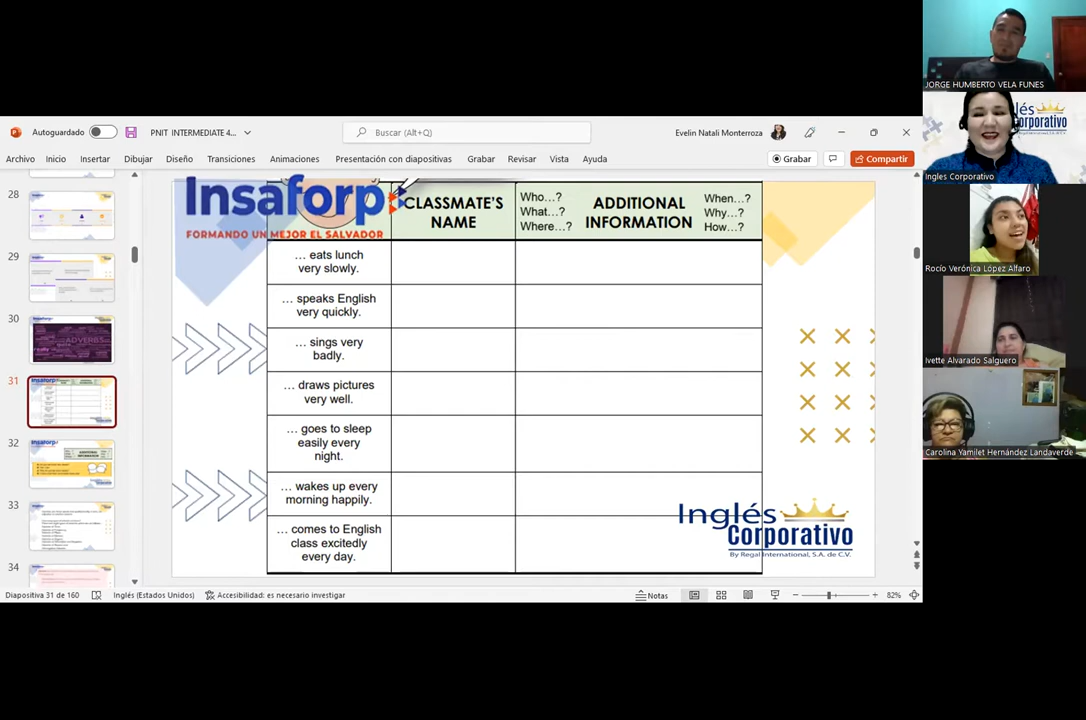 Autoguardado
PNIT INTERMEDIATE 4...
Buscar (Alt+Q)
Evelin Natali Monterroza
Archivo Inicio Insertar Dibujar Diseño Transiciones Animaciones Presentación con diapositivas Grabar Revisar Vista Ayuda
Grabar
Compartir
28
29
30
ADVERBS
31
32
33
34
Insaforp
FORMANDO UN MEJOR EL SALVADOR
CLASSMATE'S
NAME
Who...?
What...?
Where...?
ADDITIONAL
INFORMATION
When...?
Why...?
How...?
... eats lunch
very slowly.
... speaks English
very quickly.
... sings very
badly.
... draws pictures
very well.
... goes to sleep
easily every
night.
... wakes up every
morning happily.
... comes to English
class excitedly
every day.
Inglés
Corporativo
By Regal International, S.A. de C.V.
Diapositiva 31 de 160
Inglés (Estados Unidos)
Accesibilidad: es necesario investigar
Notas
82%
JORGE HUMBERTO VELA FUNES
Ingles Corporativo
Rocío Verónica López Alfaro
Ivette Alvarado Salguero
Carolina Yamilet Hernández Landaverde